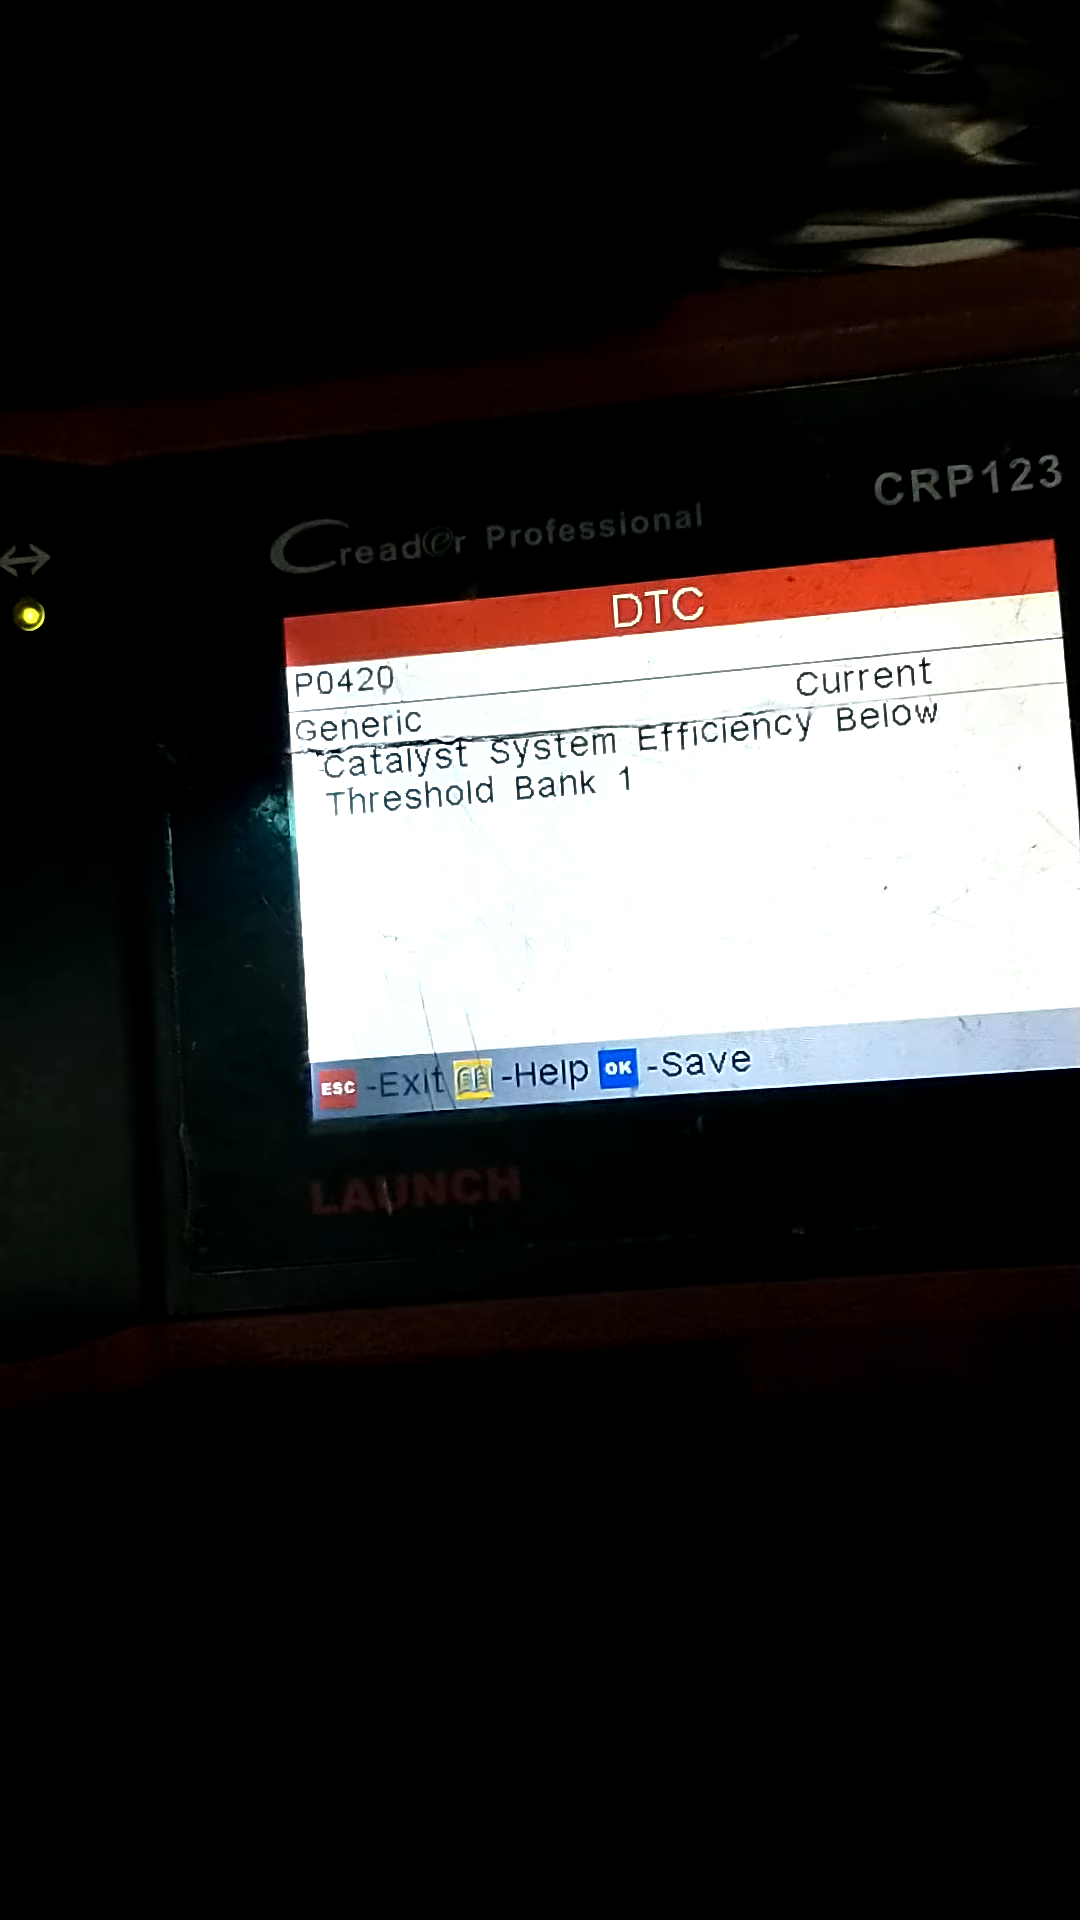 CRP123
Creader Professional
DTC
P0420 Current
Generic
Catalyst System Efficiency Below
Threshold Bank 1
ESC -Exit -Help OK -Save
LAUNCH